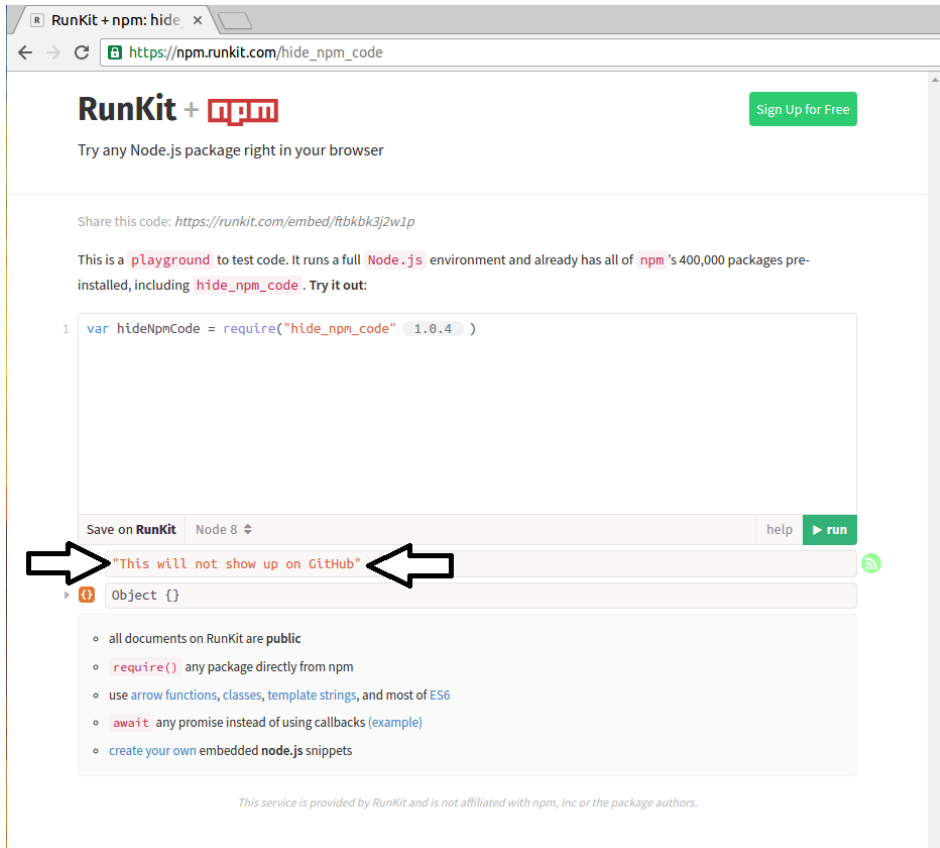 RunKit + npm: hide_
https://npm.runkit.com/hide_npm_code
RunKit + npm
Sign Up for Free
Try any Node.js package right in your browser
Share this code: https://runkit.com/embed/ftbkbk3j2w1p
This is a playground to test code. It runs a full Node.js environment and already has all of npm 's 400,000 packages pre-
installed, including hide_npm_code . Try it out:
1 var hideNpmCode = require("hide_npm_code" 1.0.4 )
Save on RunKit Node 8 help run
"This will not show up on GitHub"
{} Object {}
all documents on RunKit are public
require() any package directly from npm
use arrow functions, classes, template strings, and most of ES6
await any promise instead of using callbacks (example)
create your own embedded node.js snippets
This service is provided by RunKit and is not affiliated with npm, Inc or the package authors.